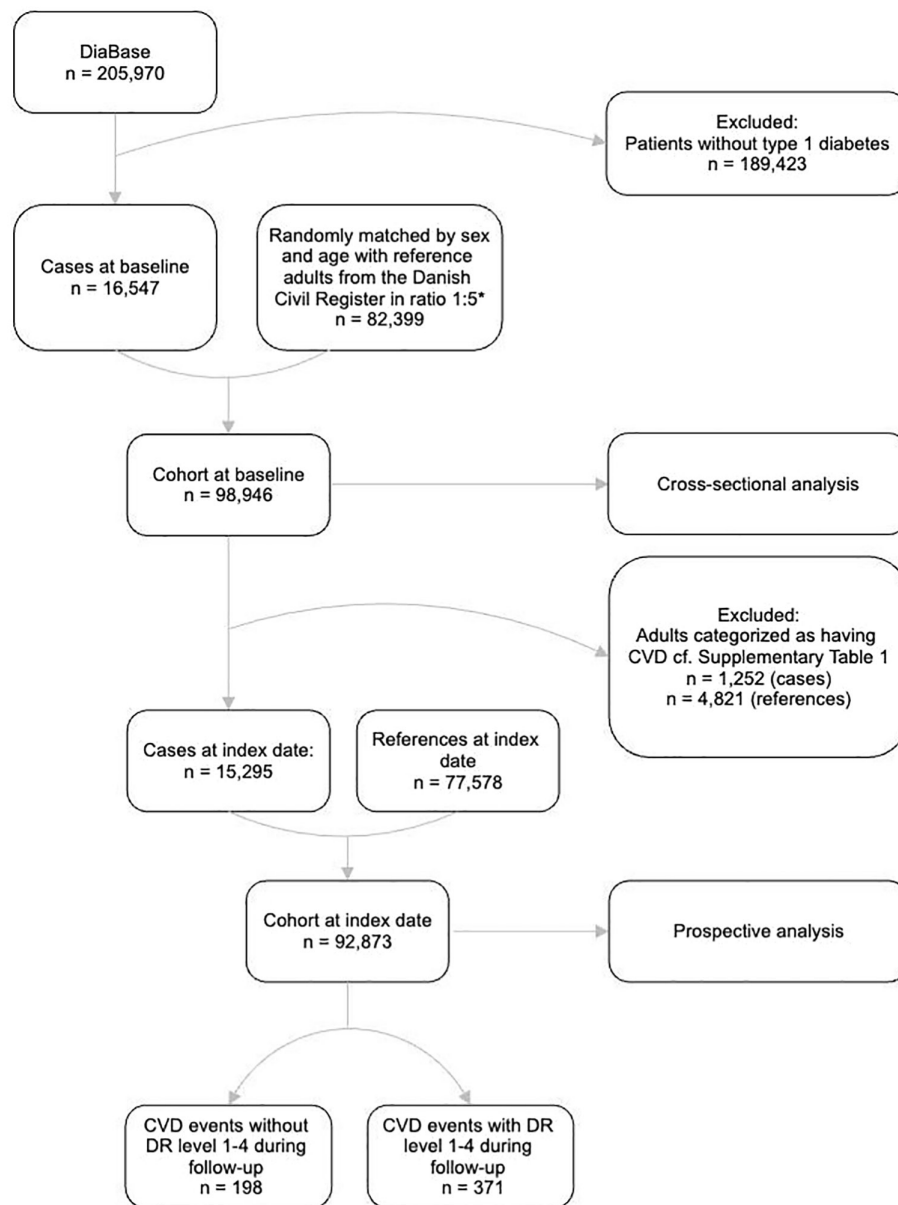 DiaBase
n = 205,970
Excluded:
Patients without type 1 diabetes
n = 189,423
Cases at baseline
n = 16,547
Randomly matched by sex
and age with reference
adults from the Danish
Civil Register in ratio 1:5*
n = 82,399
Cohort at baseline
n = 98,946
Cross-sectional analysis
Excluded:
Adults categorized as having
CVD cf. Supplementary Table 1
n = 1,252 (cases)
n = 4,821 (references)
Cases at index date:
n = 15,295
References at index
date
n = 77,578
Cohort at index date
n = 92,873
Prospective analysis
CVD events without
DR level 1-4 during
follow-up
n = 198
CVD events with DR
level 1-4 during
follow-up
n = 371